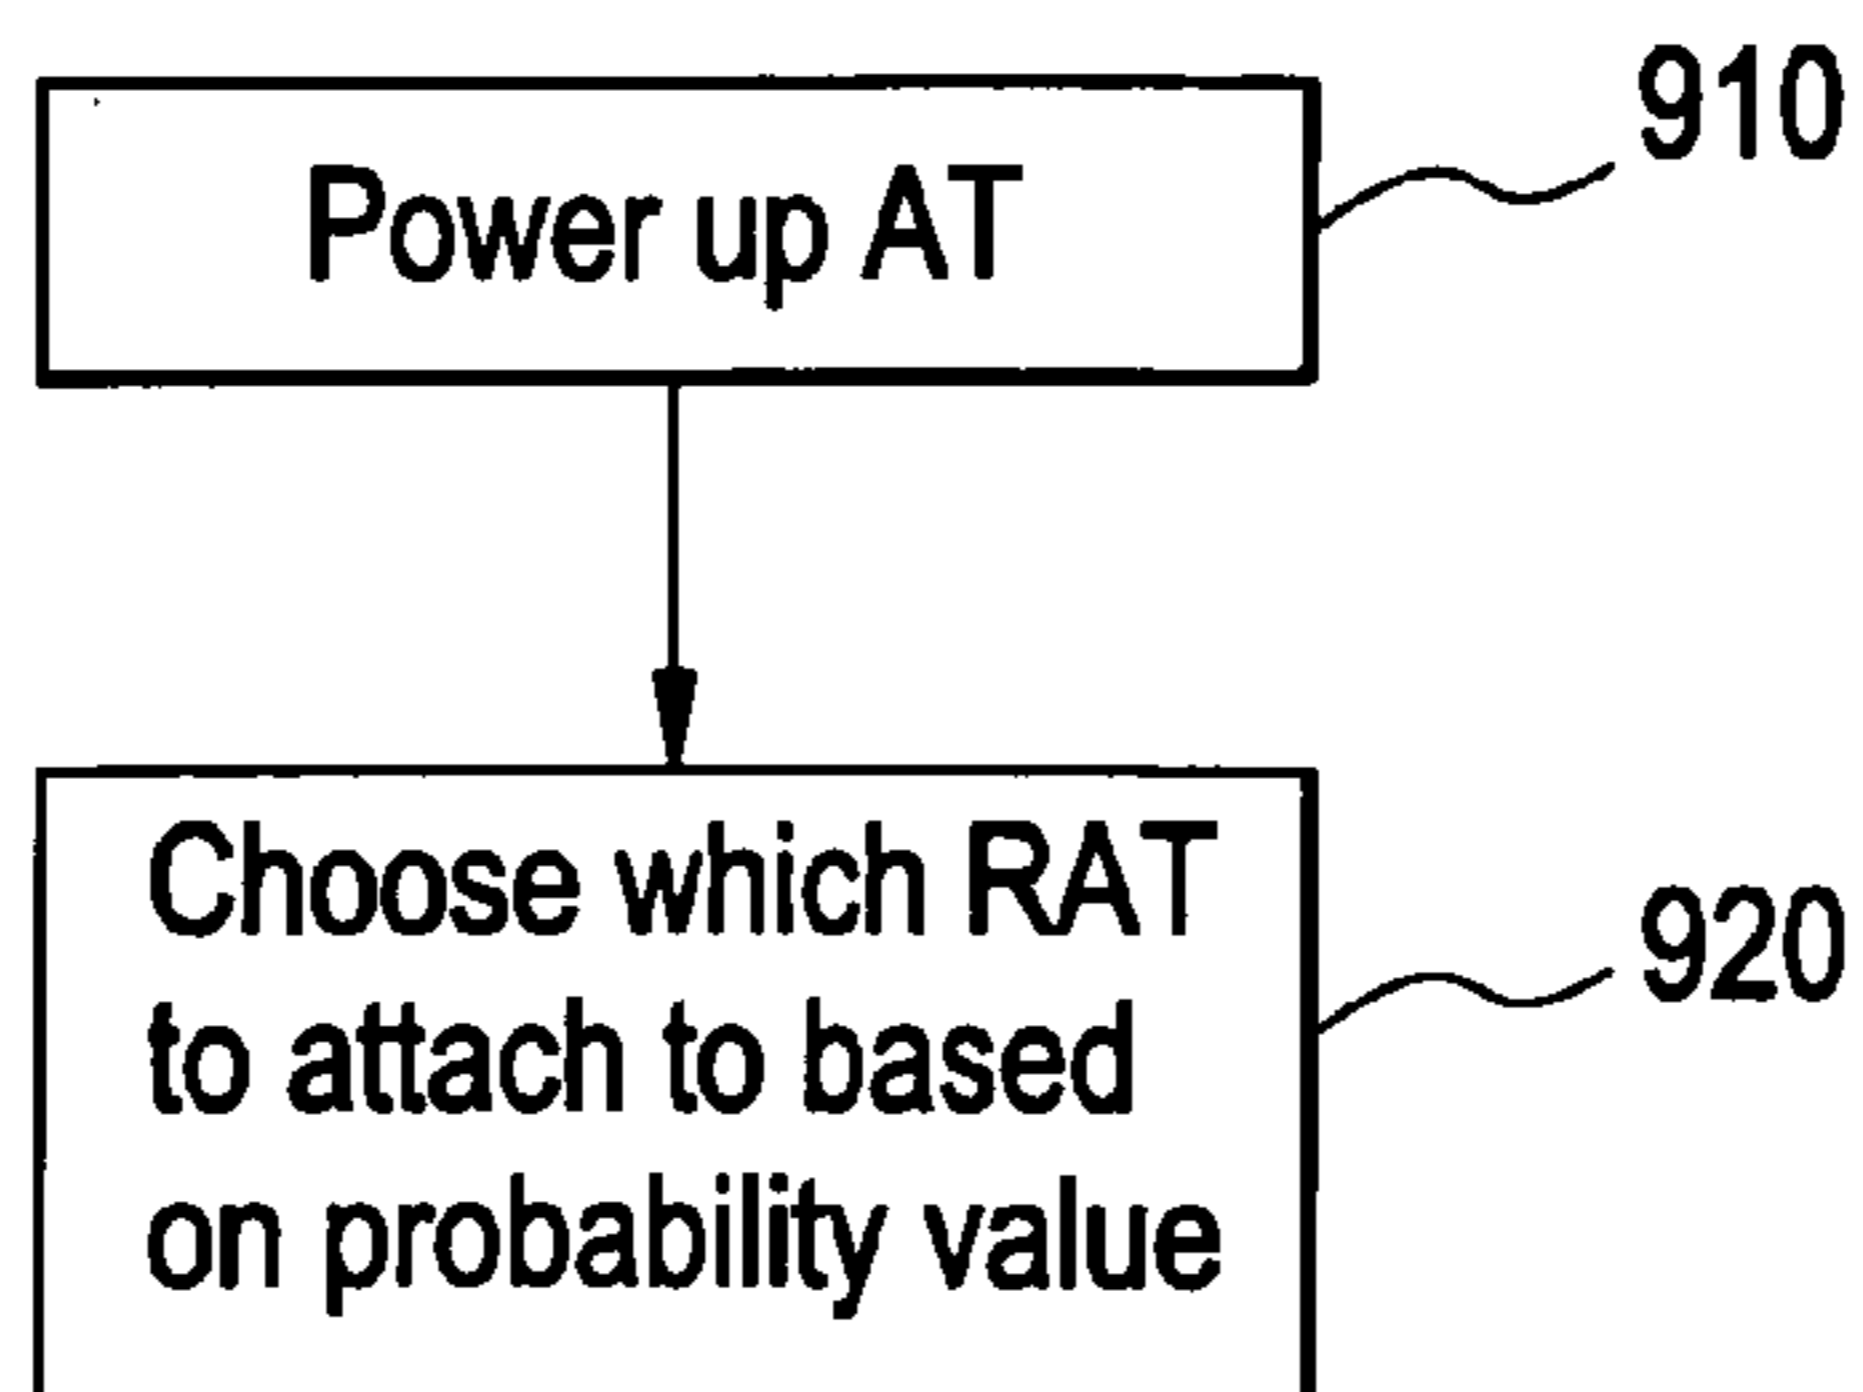 910
Power up AT
Choose which RAT
920
to attach to based
on probability value